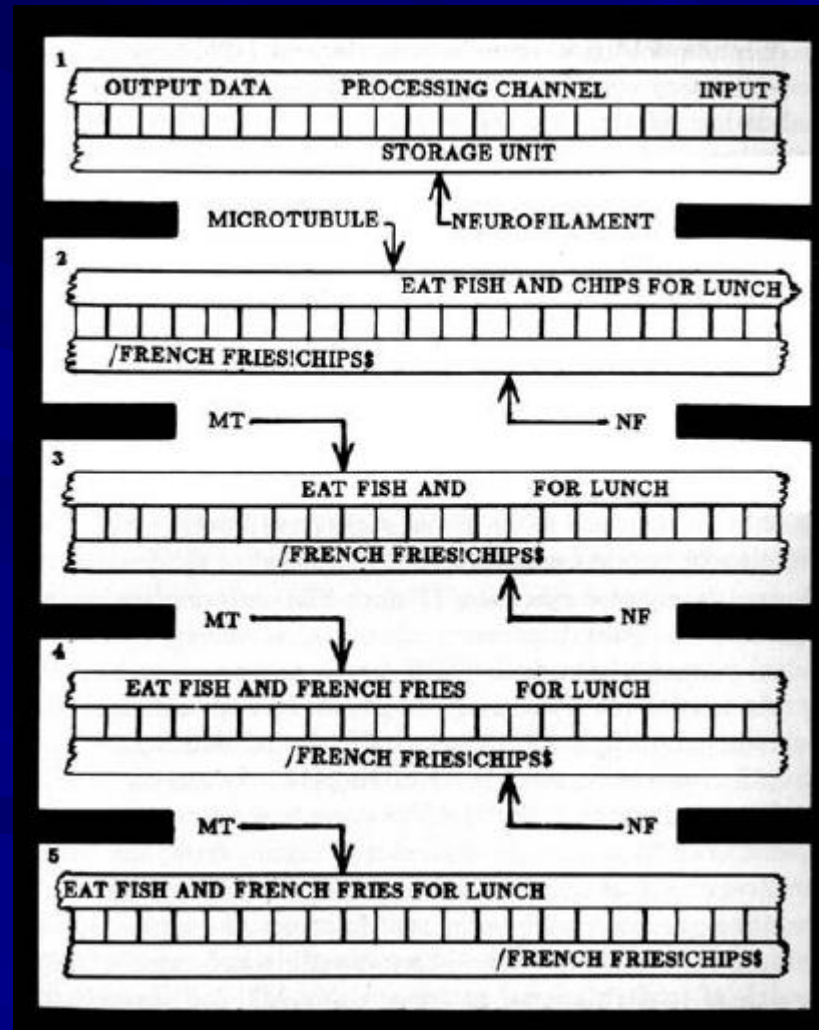 1
OUTPUT DATA PROCESSING CHANNEL INPUT
STORAGE UNIT
MICROTUBULE NEUROFILAMENT
2
EAT FISH AND CHIPS FOR LUNCH
/FRENCH FRIES!CHIPS$
MT NF
3
EAT FISH AND FOR LUNCH
/FRENCH FRIES!CHIPS$
MT NF
4
EAT FISH AND FRENCH FRIES FOR LUNCH
/FRENCH FRIES!CHIPS$
MT NF
5
EAT FISH AND FRENCH FRIES FOR LUNCH
/FRENCH FRIES!CHIPS$